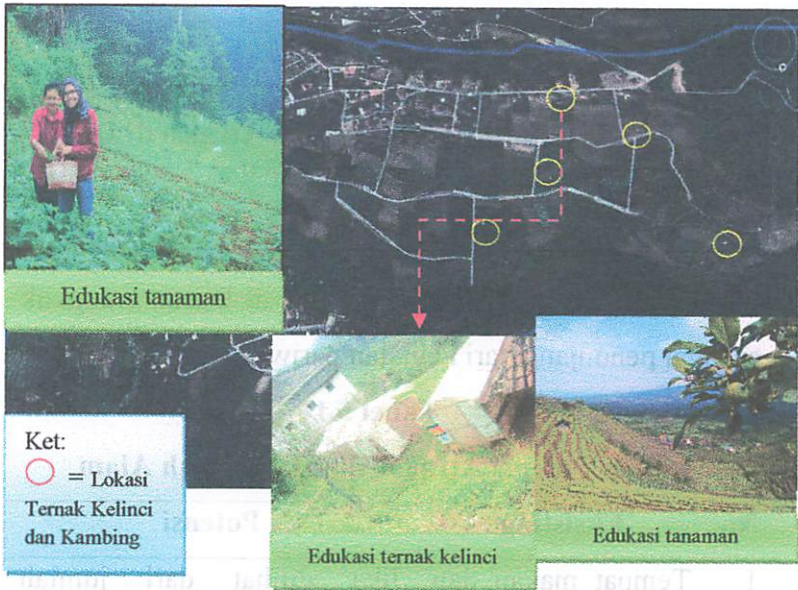 Edukasi tanaman
Ket:
= Lokasi
Ternak Kelinci
dan Kambing
Edukasi ternak kelinci
Edukasi tanaman